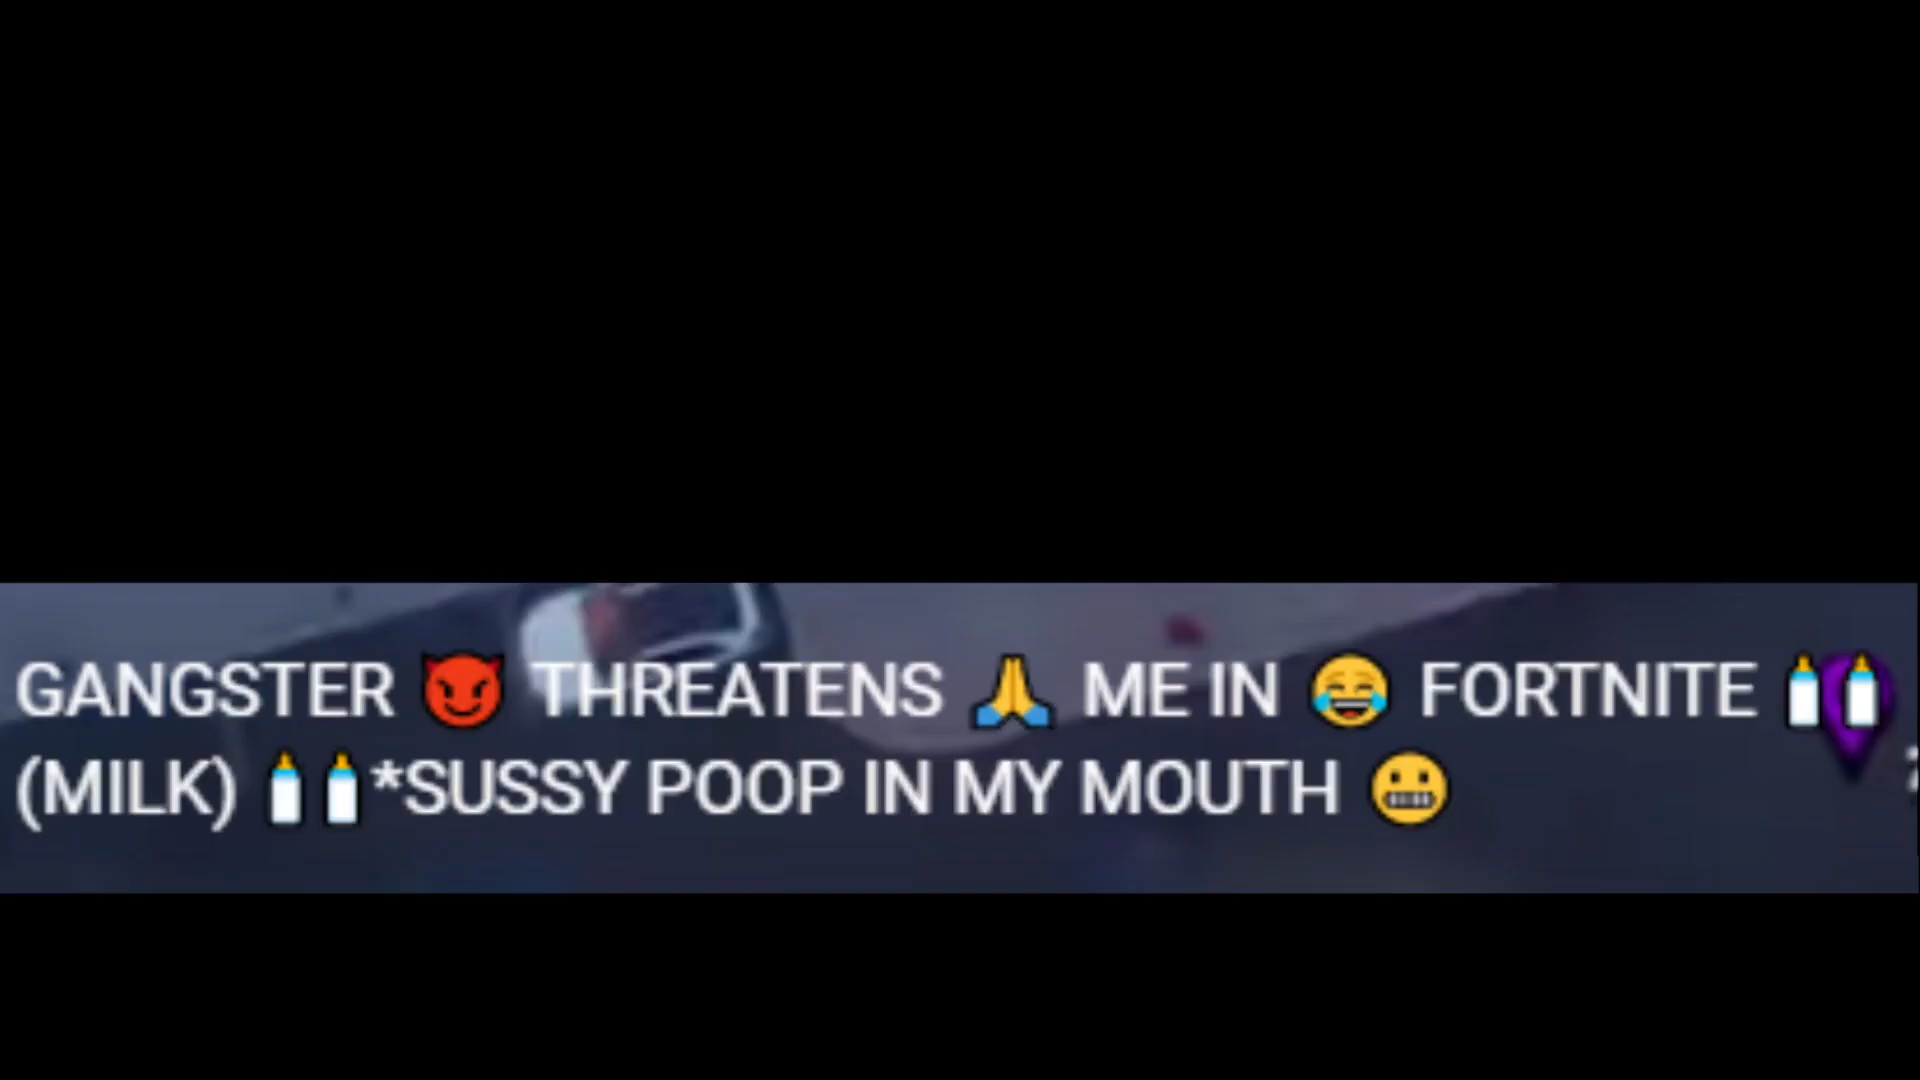 GANGSTER 😈 THREATENS 🙏 ME IN 😂 FORTNITE 🍼🍼
(MILK) 🍼🍼*SUSSY POOP IN MY MOUTH 😬